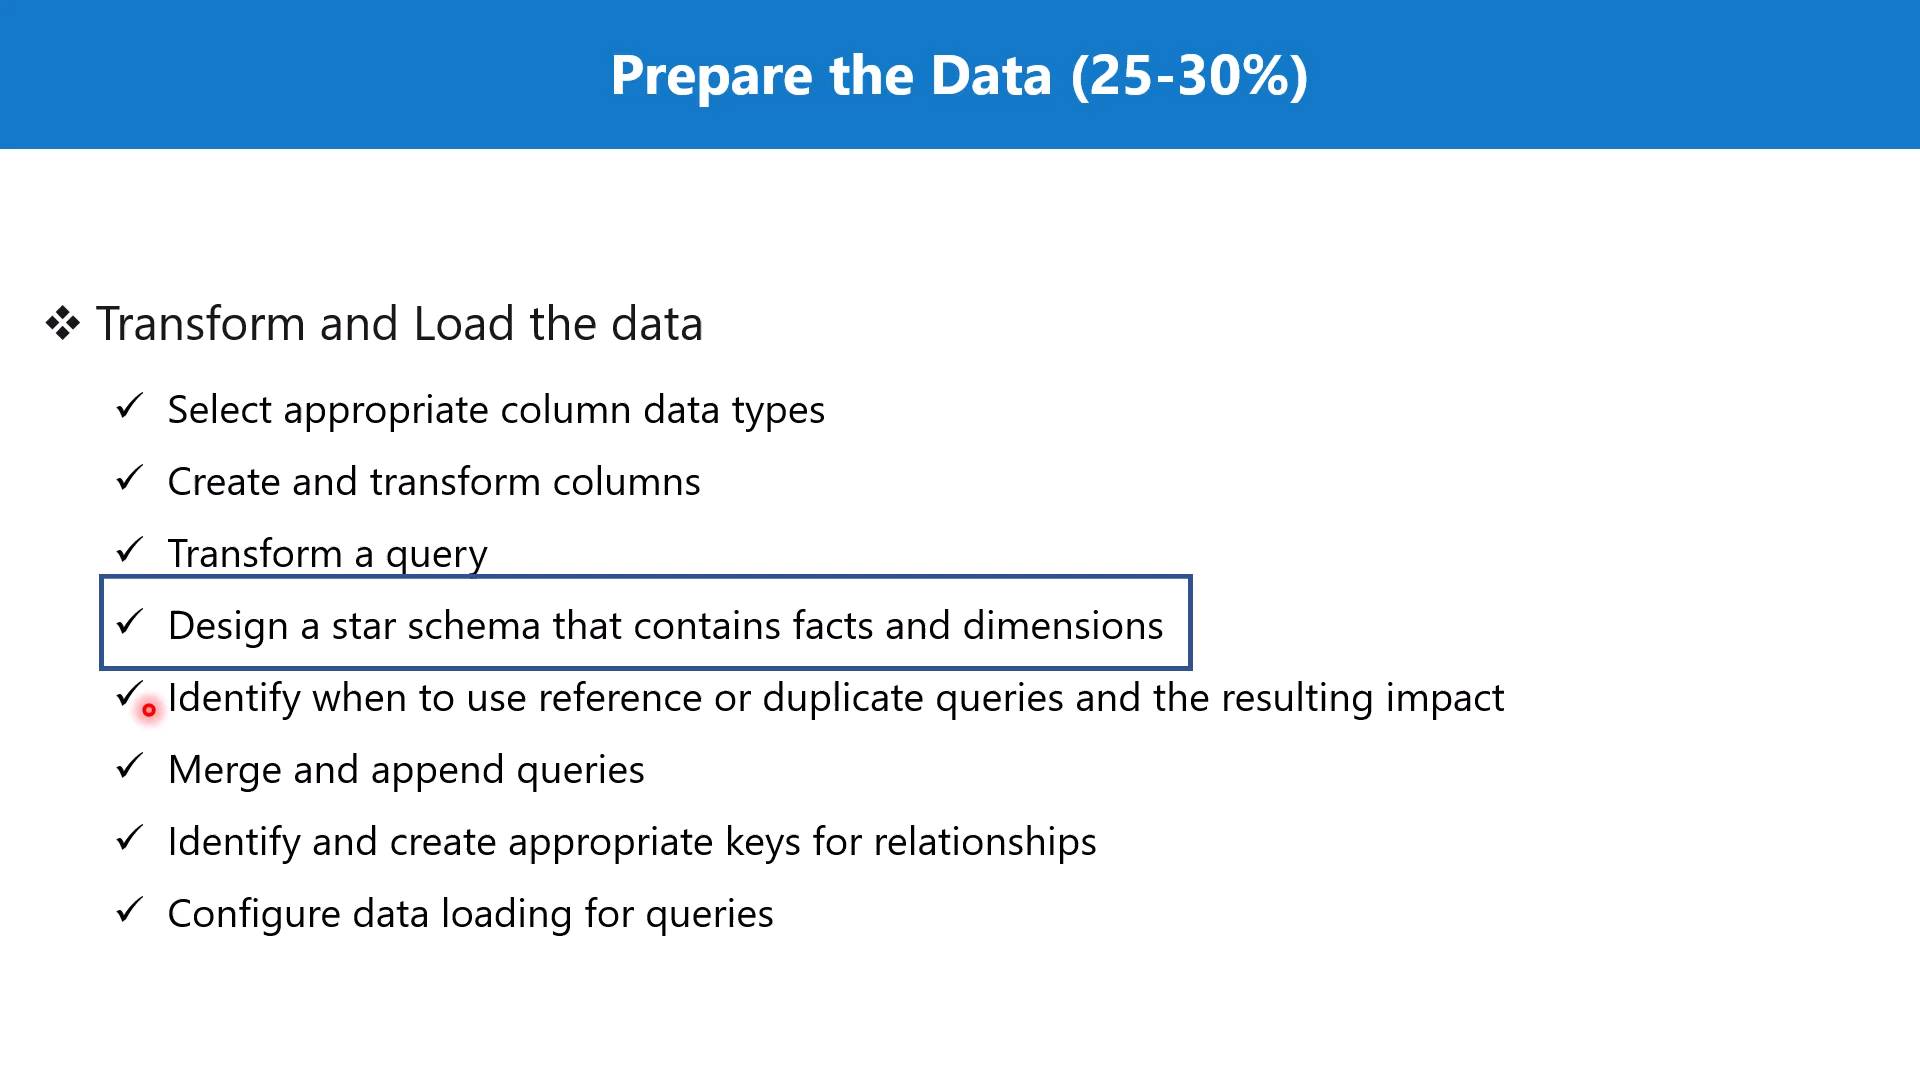 Prepare the Data (25-30%)
❖ Transform and Load the data
✓ Select appropriate column data types
✓ Create and transform columns
✓ Transform a query
✓ Design a star schema that contains facts and dimensions
✓ Identify when to use reference or duplicate queries and the resulting impact
✓ Merge and append queries
✓ Identify and create appropriate keys for relationships
✓ Configure data loading for queries